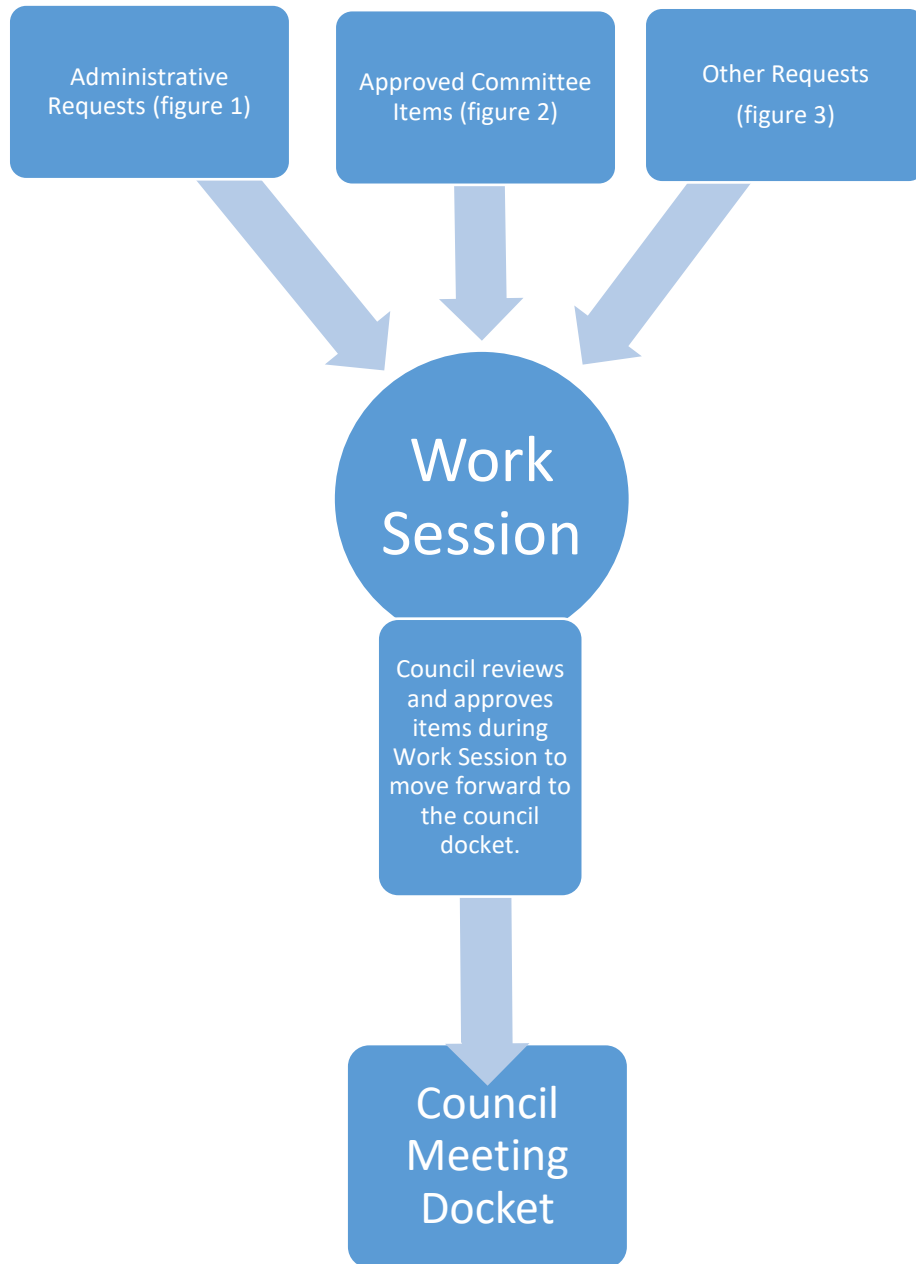 Administrative
Requests (figure 1)
Approved Committee
Items (figure 2)
Other Requests
(figure 3)
Work
Session
Council reviews
and approves
items during
Work Session to
move forward to
the council
docket.
Council
Meeting
Docket